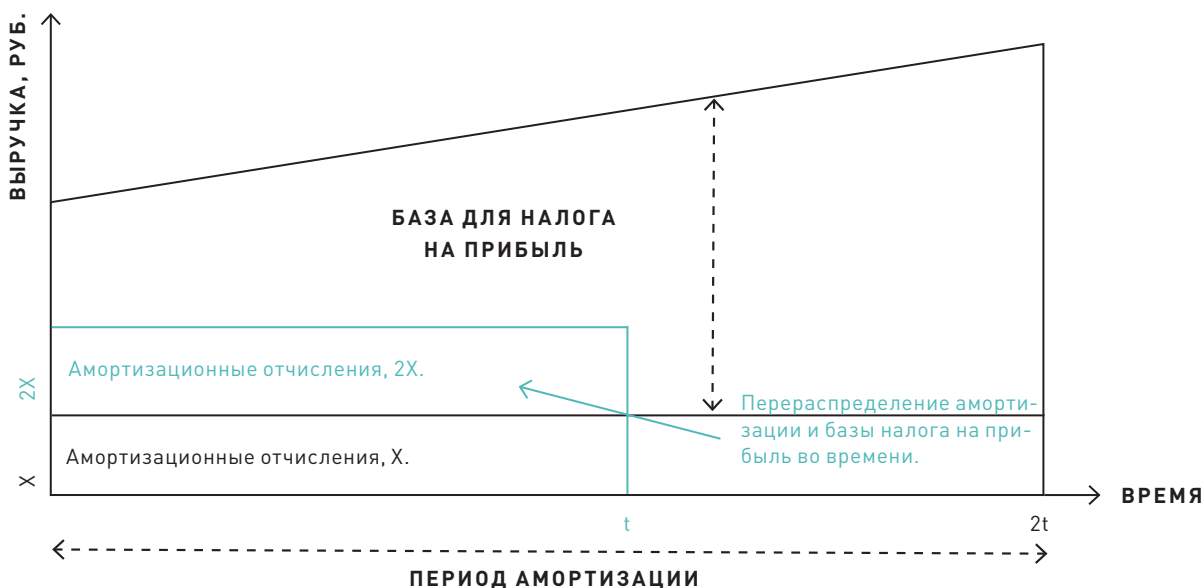 ВЫРУЧКА, РУБ.
БАЗА ДЛЯ НАЛОГА
НА ПРИБЫЛЬ
2X
Амортизационные отчисления, 2X.
Перераспределение аморти-
зации и базы налога на при-
быль во времени.
X
Амортизационные отчисления, X.
ВРЕМЯ
t
2t
ПЕРИОД АМОРТИЗАЦИИ